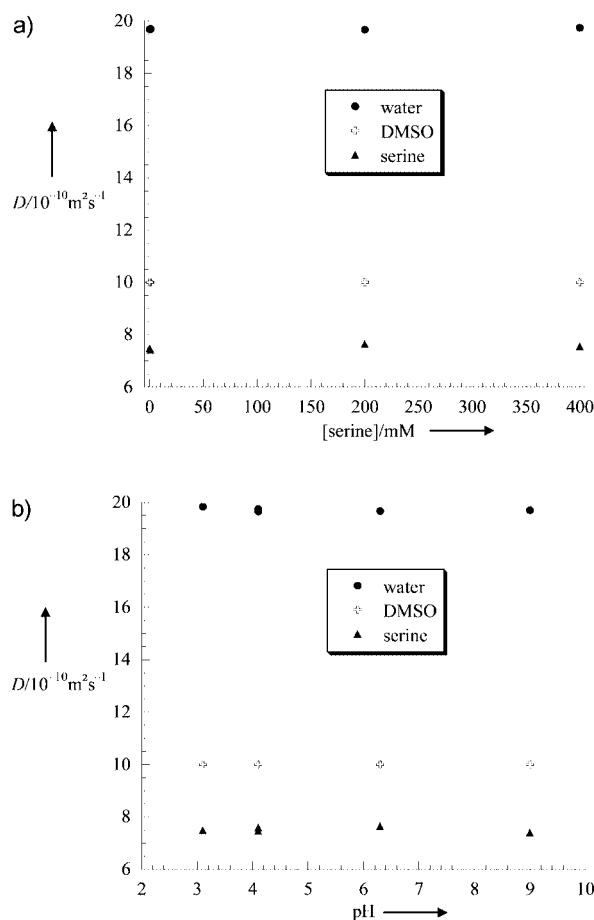 a)
20
18
16
14
12
10
8
6
D/10⁻¹⁰m²s⁻¹
water
DMSO
serine
0 50 100 150 200 250 300 350 400
[serine]/mM
b)
20
18
16
14
12
10
8
6
D/10⁻¹⁰m²s⁻¹
water
DMSO
serine
2 3 4 5 6 7 8 9 10
pH